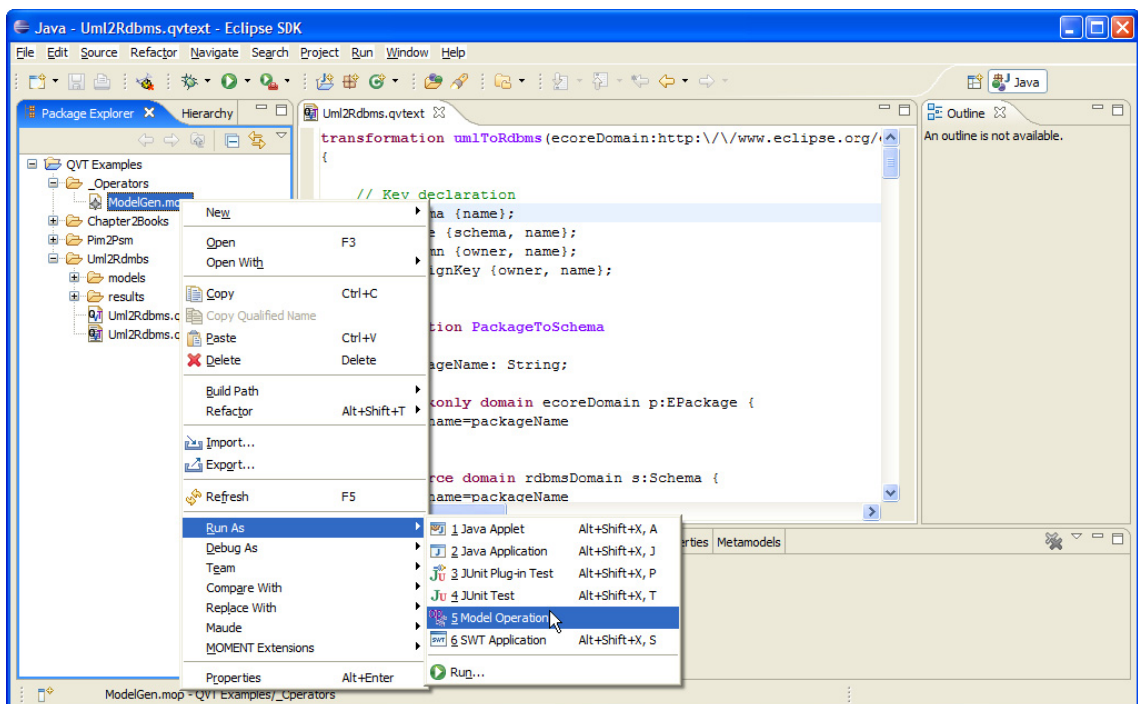 Java - Uml2Rdbms.qvtext - Eclipse SDK
File Edit Source Refactor Navigate Search Project Run Window Help
Java
Package Explorer Hierarchy
QVT Examples
_Operators
ModelGen.mo
Chapter2Books
Pim2Psm
Uml2Rdmbs
models
results
Uml2Rdbms.q
Uml2Rdbms.q
Uml2Rdbms.qvtext
transformation umlToRdbms(ecoreDomain:http:\/\/www.eclipse.org/
{
// Key declaration
ma {name};
e {schema, name};
mn {owner, name};
ignKey {owner, name};
tion PackageToSchema
ageName: String;
konly domain ecoreDomain p:EPackage {
name=packageName
rce domain rdbmsDomain s:Schema {
name=packageName
Outline
An outline is not available.
New
Open F3
Open With
Copy Ctrl+C
Copy Qualified Name
Paste Ctrl+V
Delete Delete
Build Path
Refactor Alt+Shift+T
Import...
Export...
Refresh F5
Run As
Debug As
Team
Compare With
Replace With
Maude
MOMENT Extensions
Properties Alt+Enter
1 Java Applet Alt+Shift+X, A
2 Java Application Alt+Shift+X, J
3 JUnit Plug-in Test Alt+Shift+X, P
4 JUnit Test Alt+Shift+X, T
5 Model Operation
6 SWT Application Alt+Shift+X, S
Run...
erties Metamodels
ModelGen.mop - QVT Examples/_Operators